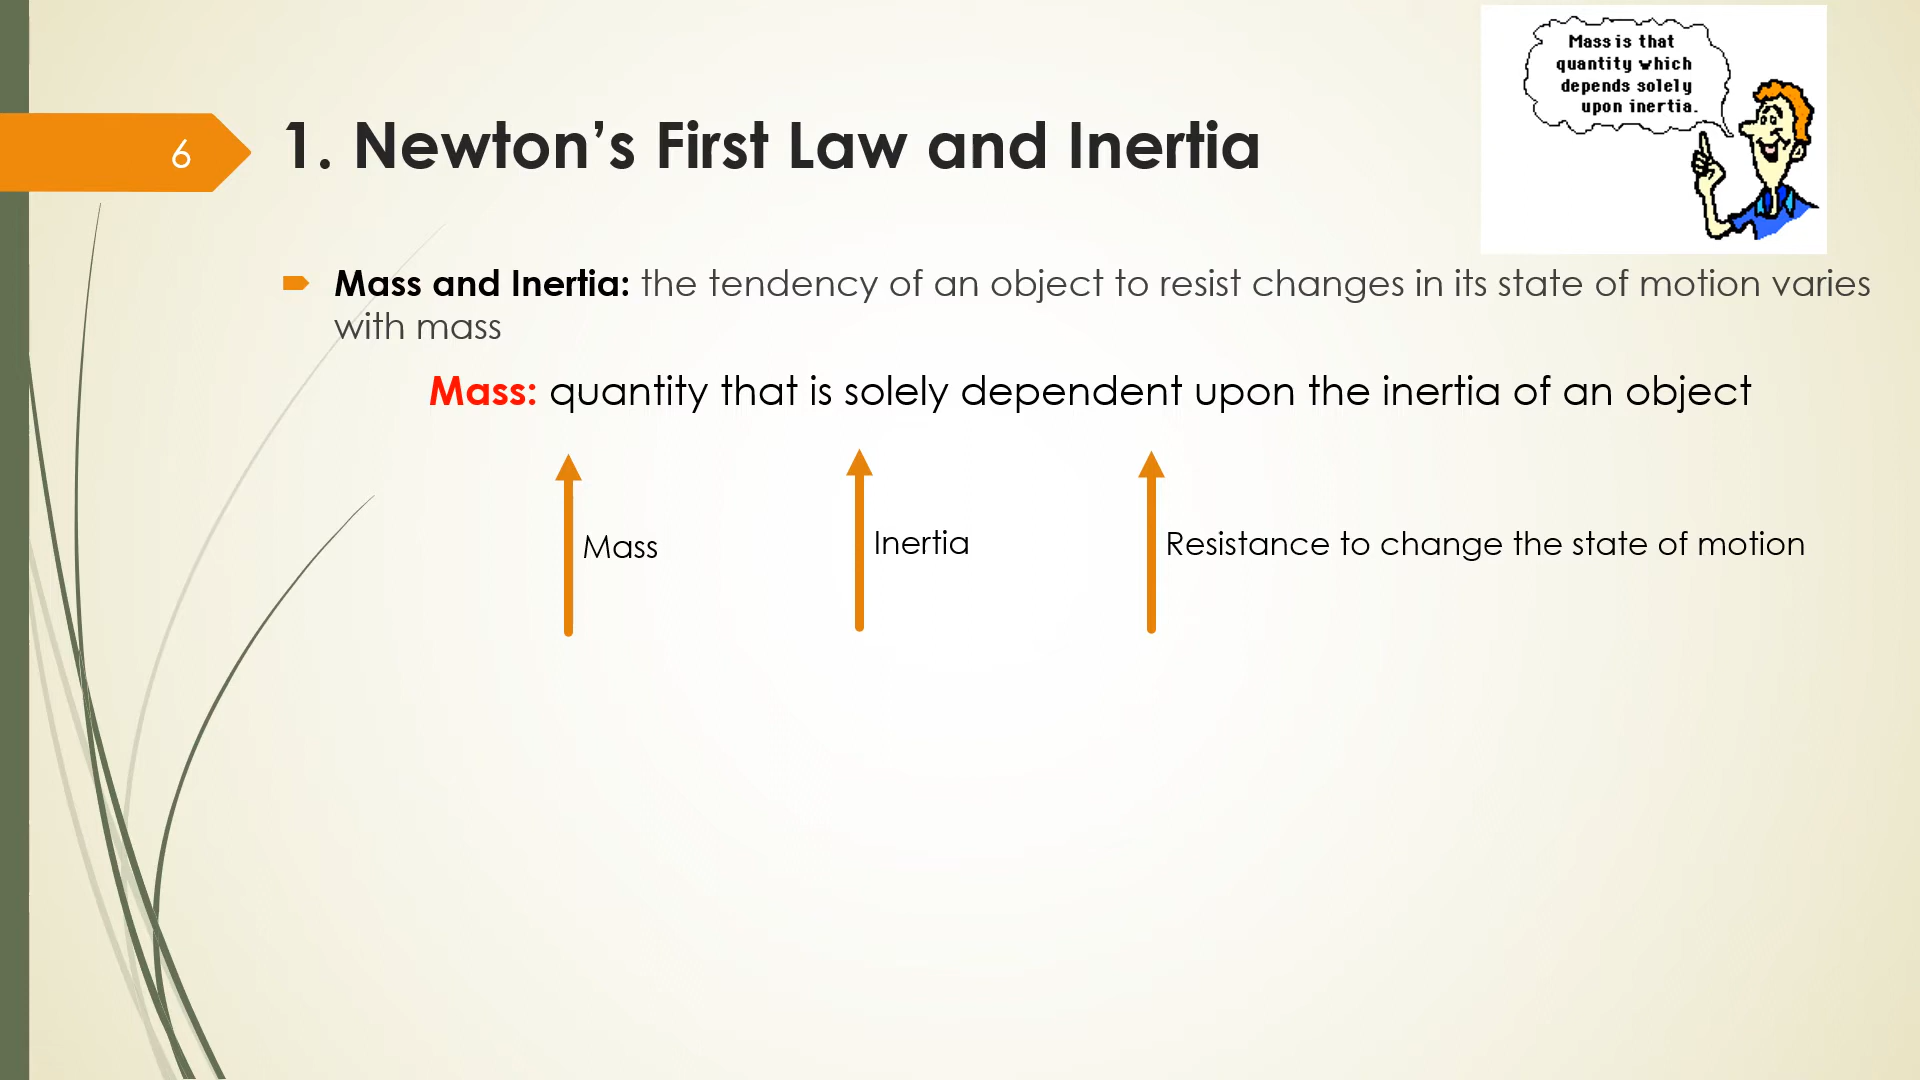 Mass is that
quantity which
depends solely
upon inertia.
6
1. Newton’s First Law and Inertia
Mass and Inertia: the tendency of an object to resist changes in its state of motion varies
with mass
Mass: quantity that is solely dependent upon the inertia of an object
Mass
Inertia
Resistance to change the state of motion